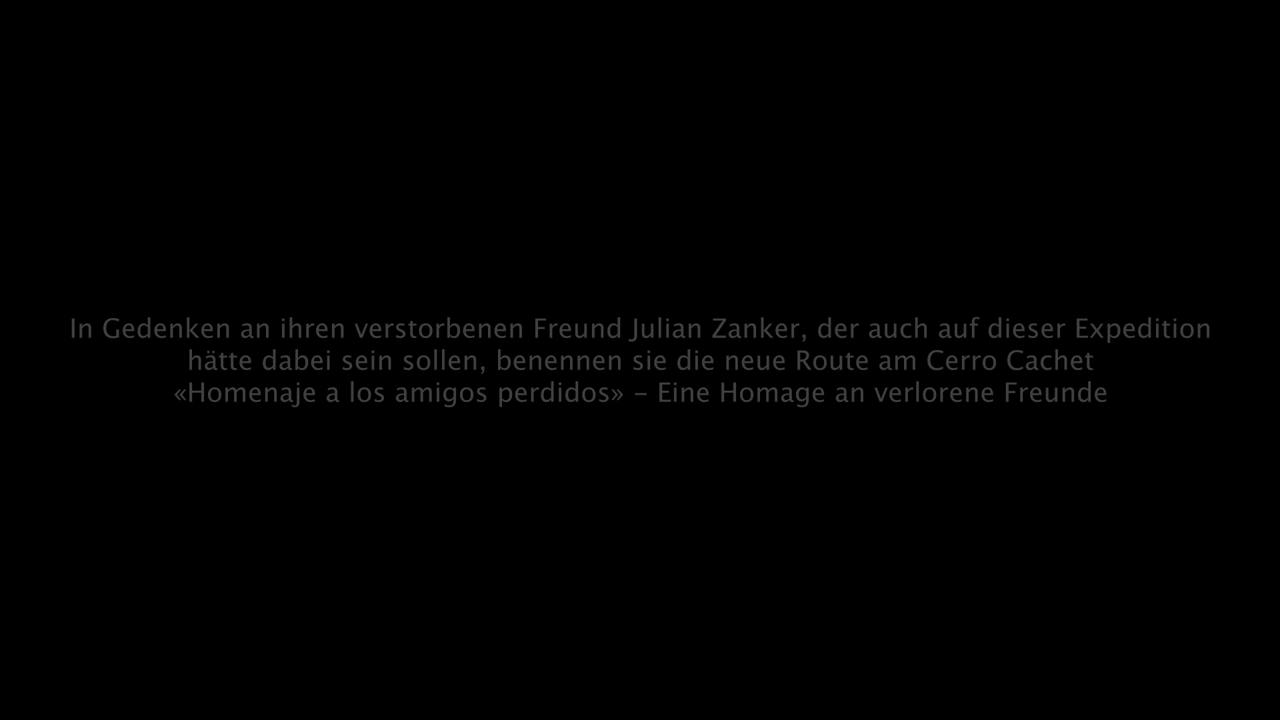 In Gedenken an ihren verstorbenen Freund Julian Zanker, der auch auf dieser Expedition
hätte dabei sein sollen, benennen sie die neue Route am Cerro Cachet
«Homenaje a los amigos perdidos» – Eine Homage an verlorene Freunde